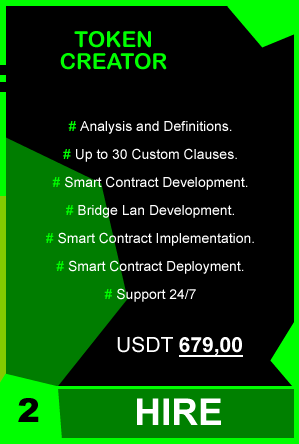 TOKEN
CREATOR
# Analysis and Definitions.
# Up to 30 Custom Clauses.
# Smart Contract Development.
# Bridge Lan Development.
# Smart Contract Implementation.
# Smart Contract Deployment.
# Support 24/7
USDT 679,00
2
HIRE